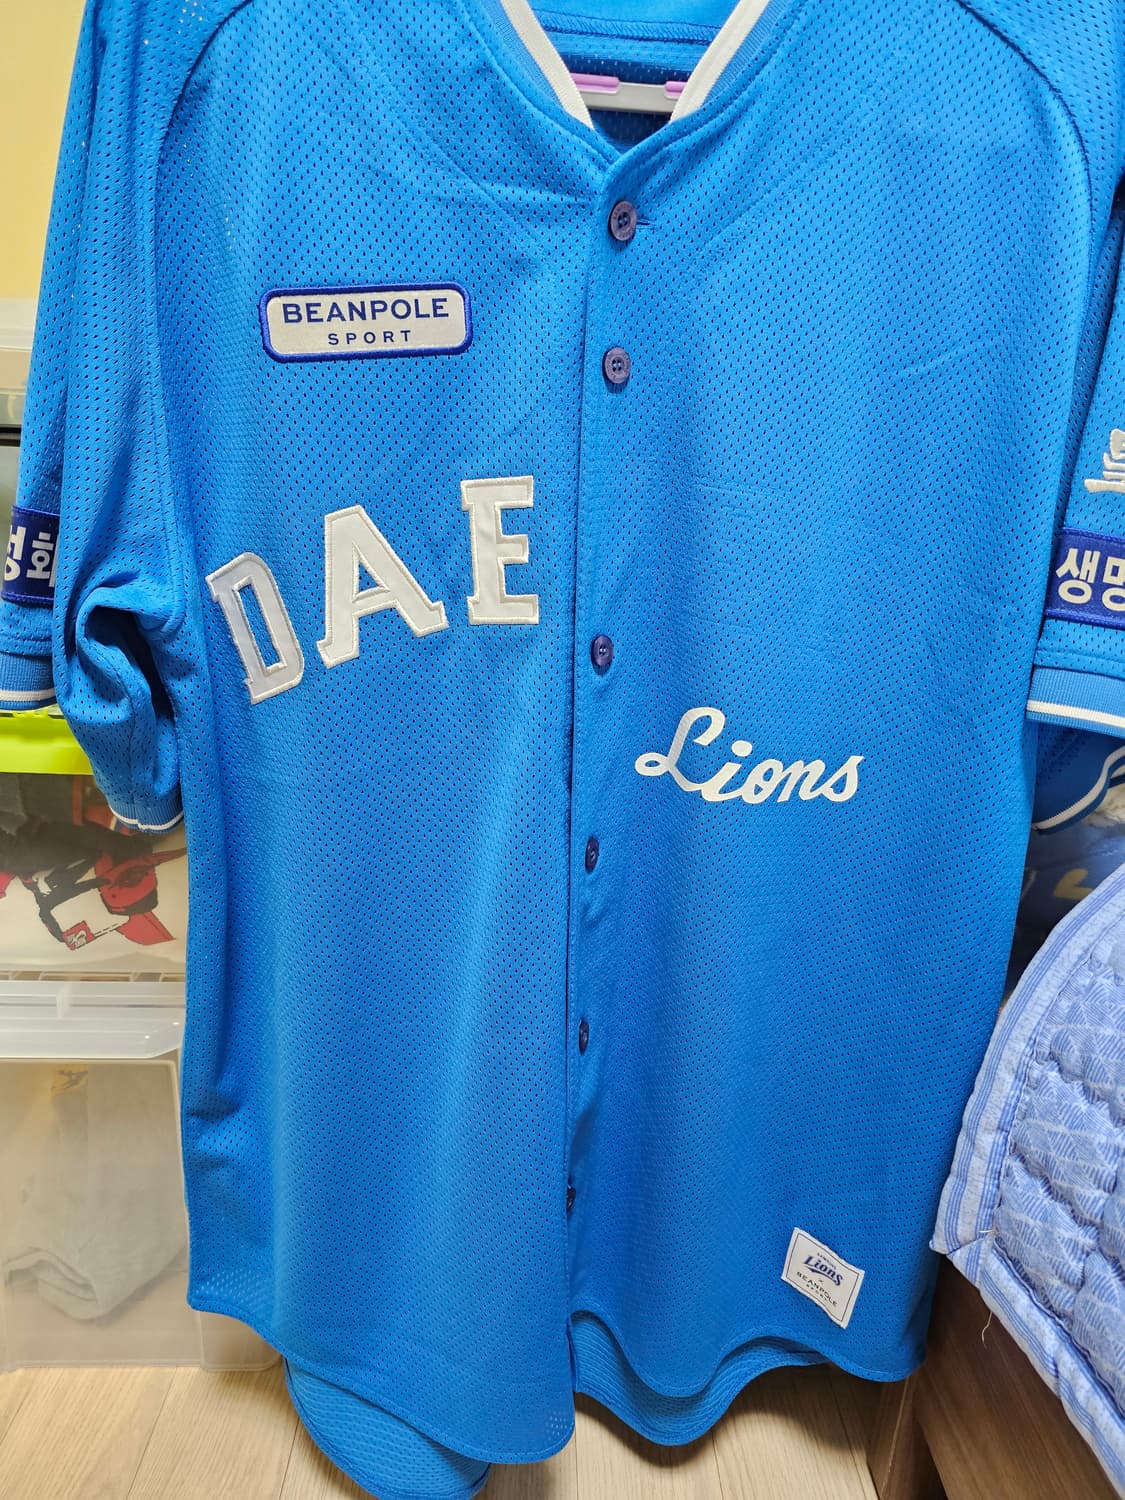 BEANPOLE
SPORT
DAE
Lions
생명
Lions
×
BEANPOLE